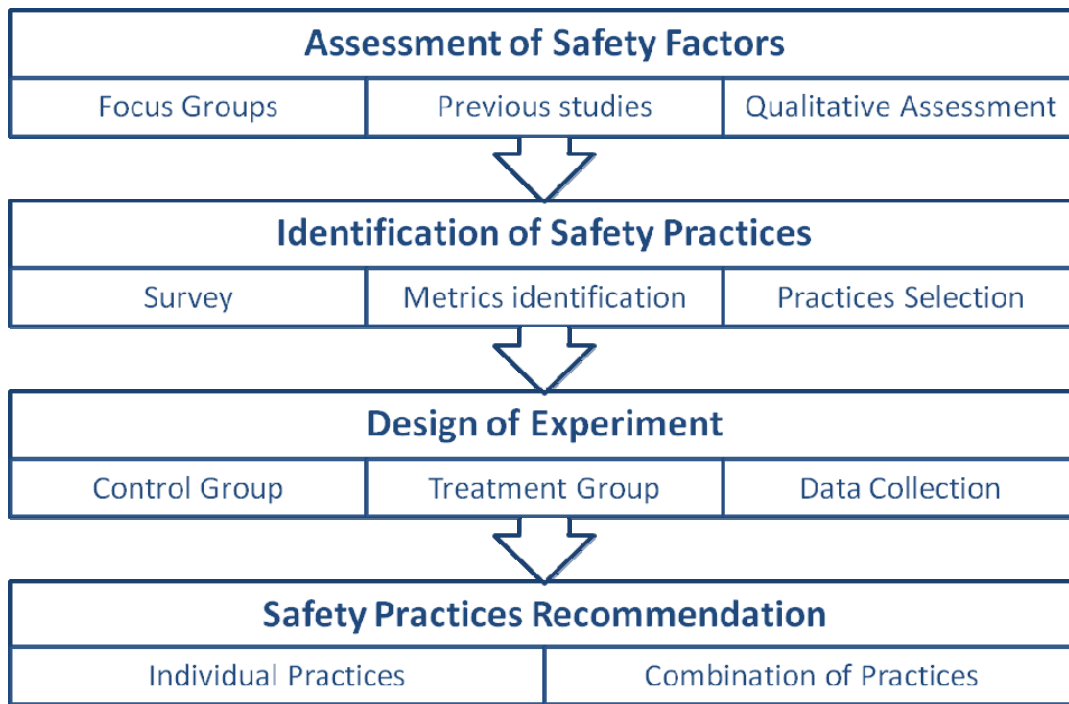 Assessment of Safety Factors
Focus Groups
Previous studies
Qualitative Assessment
Identification of Safety Practices
Survey
Metrics identification
Practices Selection
Design of Experiment
Control Group
Treatment Group
Data Collection
Safety Practices Recommendation
Individual Practices
Combination of Practices